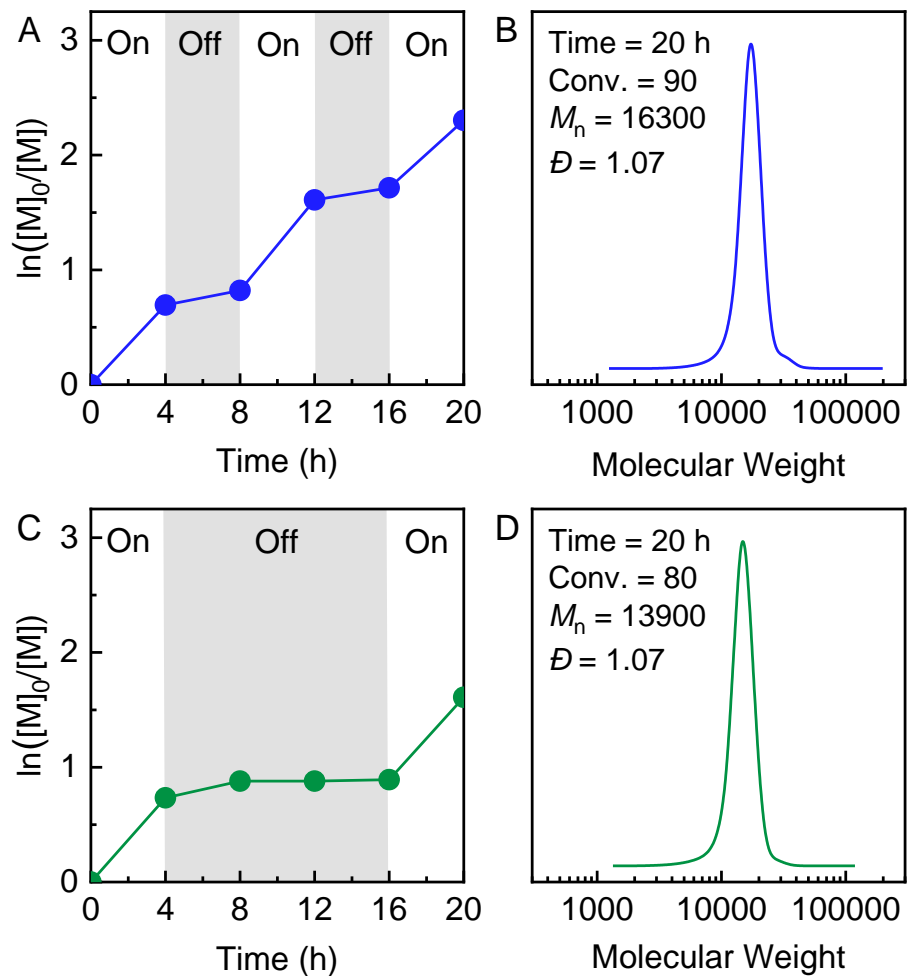 A
On Off On Off On
3
2
1
0
ln([M]0/[M])
0 4 8 12 16 20
Time (h)
B
Time = 20 h
Conv. = 90
Mn = 16300
Đ = 1.07
1000 10000 100000
Molecular Weight
C
On Off On
3
2
1
0
ln([M]0/[M])
0 4 8 12 16 20
Time (h)
D
Time = 20 h
Conv. = 80
Mn = 13900
Đ = 1.07
1000 10000 100000
Molecular Weight